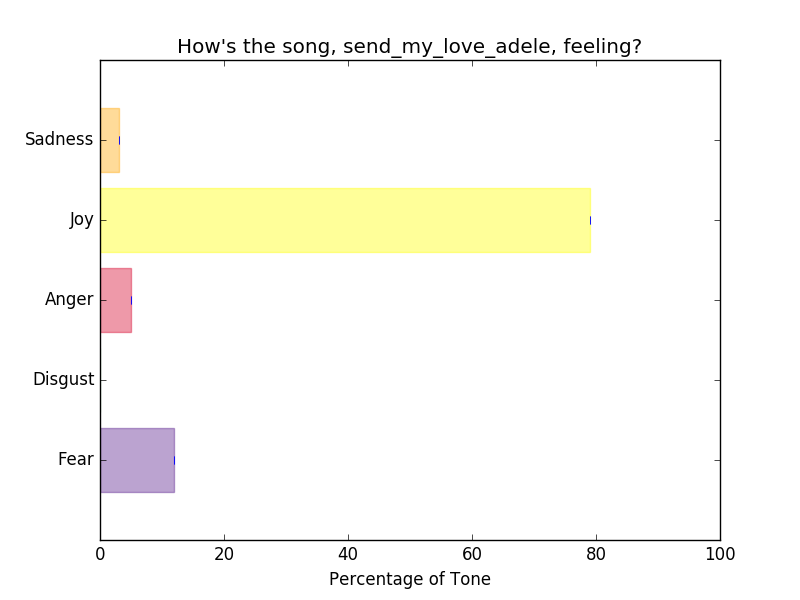 How's the song, send_my_love_adele, feeling?
Sadness
Joy
Anger
Disgust
Fear
0 20 40 60 80 100
Percentage of Tone